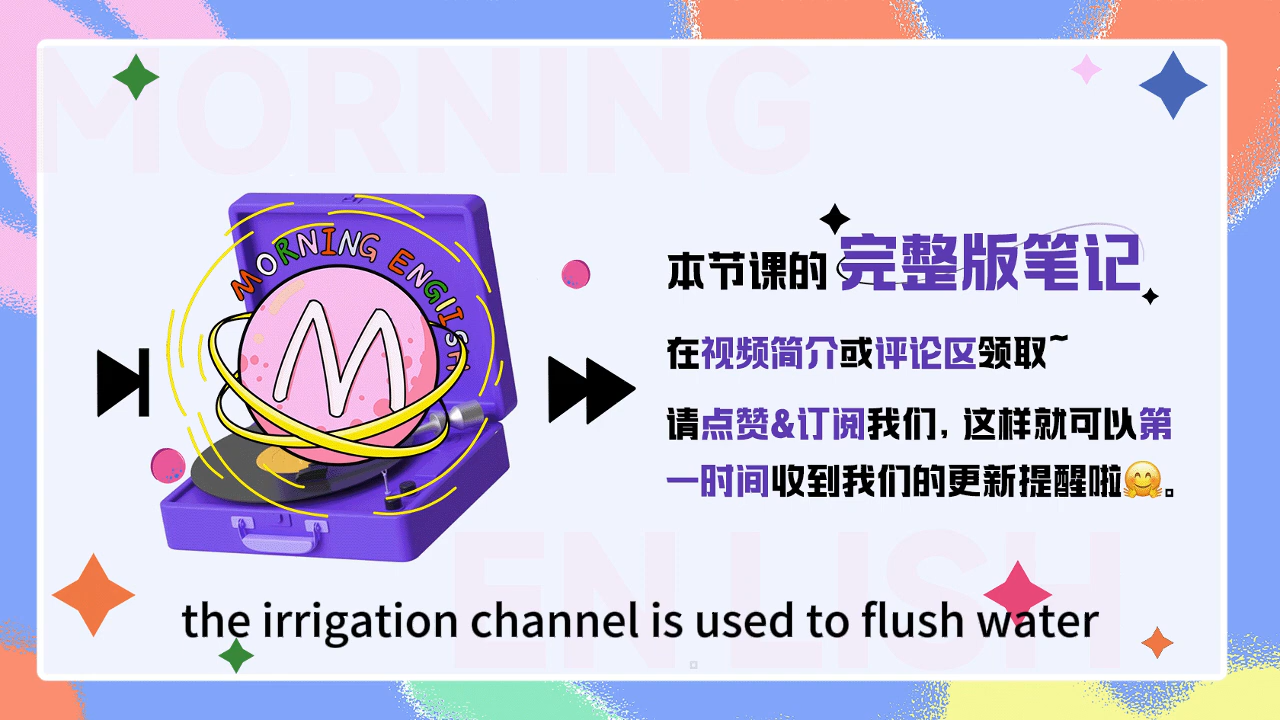 MORNING
MORNING ENGlISH
M
本节课的 完整版笔记
在视频简介或评论区领取~
请点赞&订阅我们, 这样就可以第
一时间收到我们的更新提醒啦🤗。
EN LISH
the irrigation channel is used to flush water